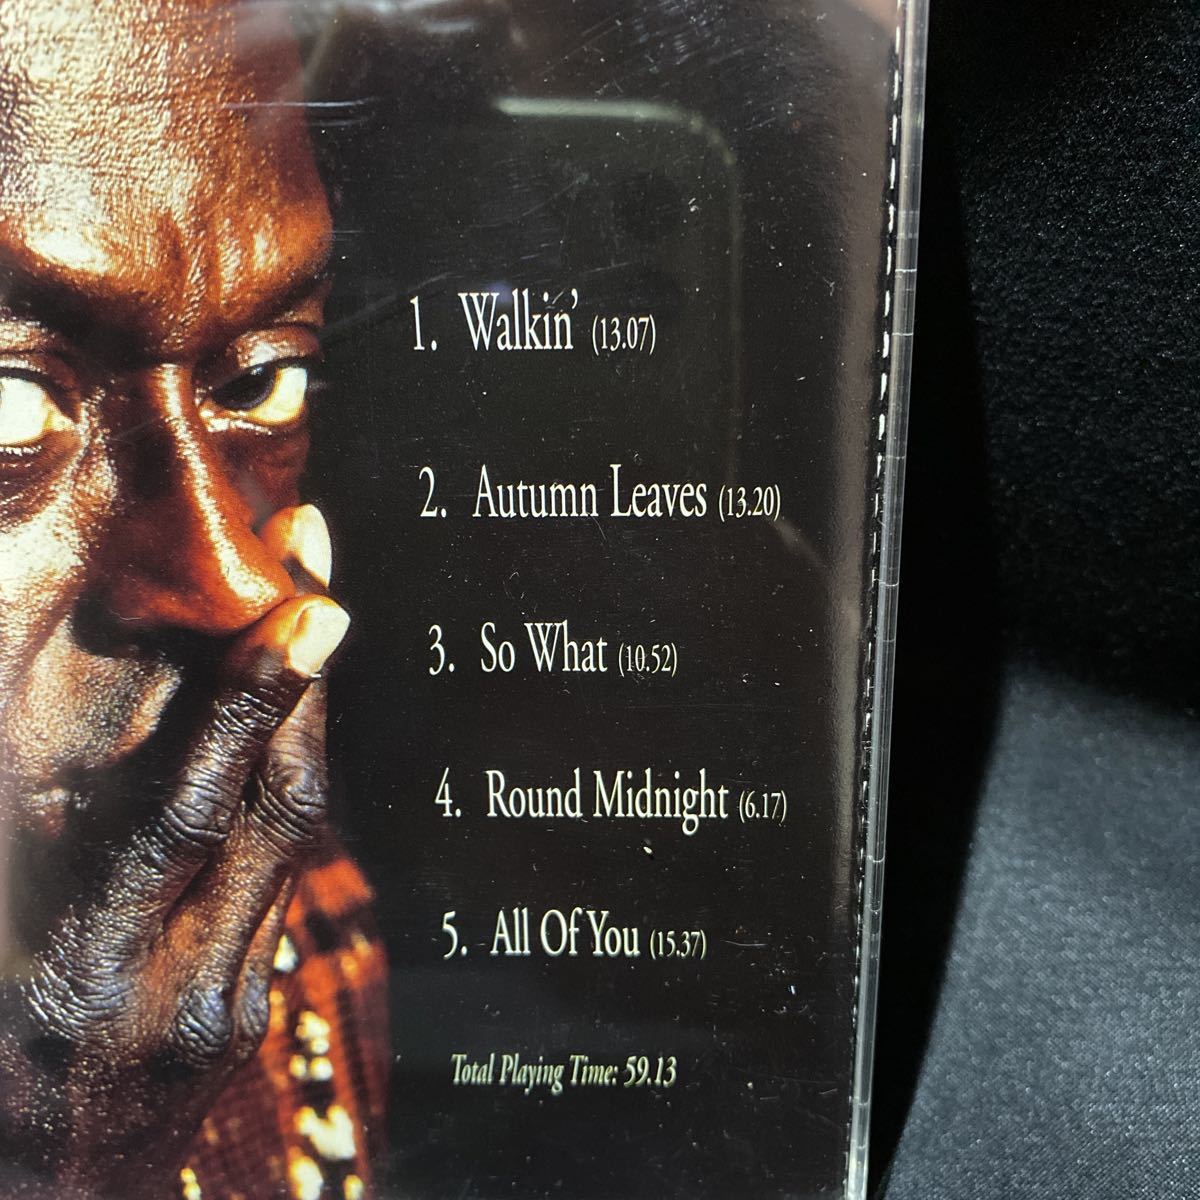 1. Walkin’ (13.07)
2. Autumn Leaves (13.20)
3. So What (10.52)
4. Round Midnight (6.17)
5. All Of You (15.37)
Total Playing Time: 59.13